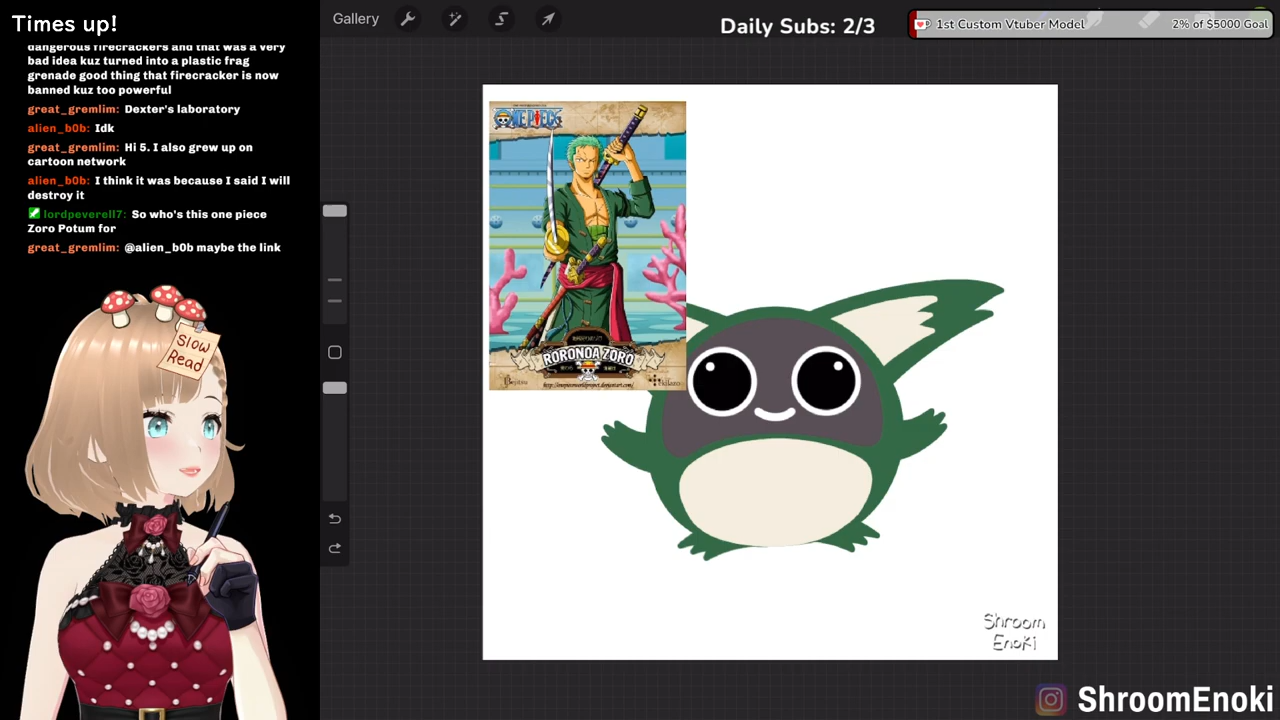 Times up!
dangerous firecrackers and that was a very
bad idea kuz turned into a plastic frag
grenade good thing that firecracker is now
banned kuz too powerful
great_gremlim: Dexter's laboratory
alien_b0b: Idk
great_gremlim: Hi 5. I also grew up on
cartoon network
alien_b0b: I think it was because I said I will
destroy it
lordpeverell7: So who's this one piece
Zoro Potum for
great_gremlim: @alien_b0b maybe the link
Slow
Read
Gallery
Daily Subs: 2/3
1st Custom Vtuber Model
2% of $5000 Goal
ONE PIECE
RORONOA ZORO
Shroom
Enoki
ShroomEnoki